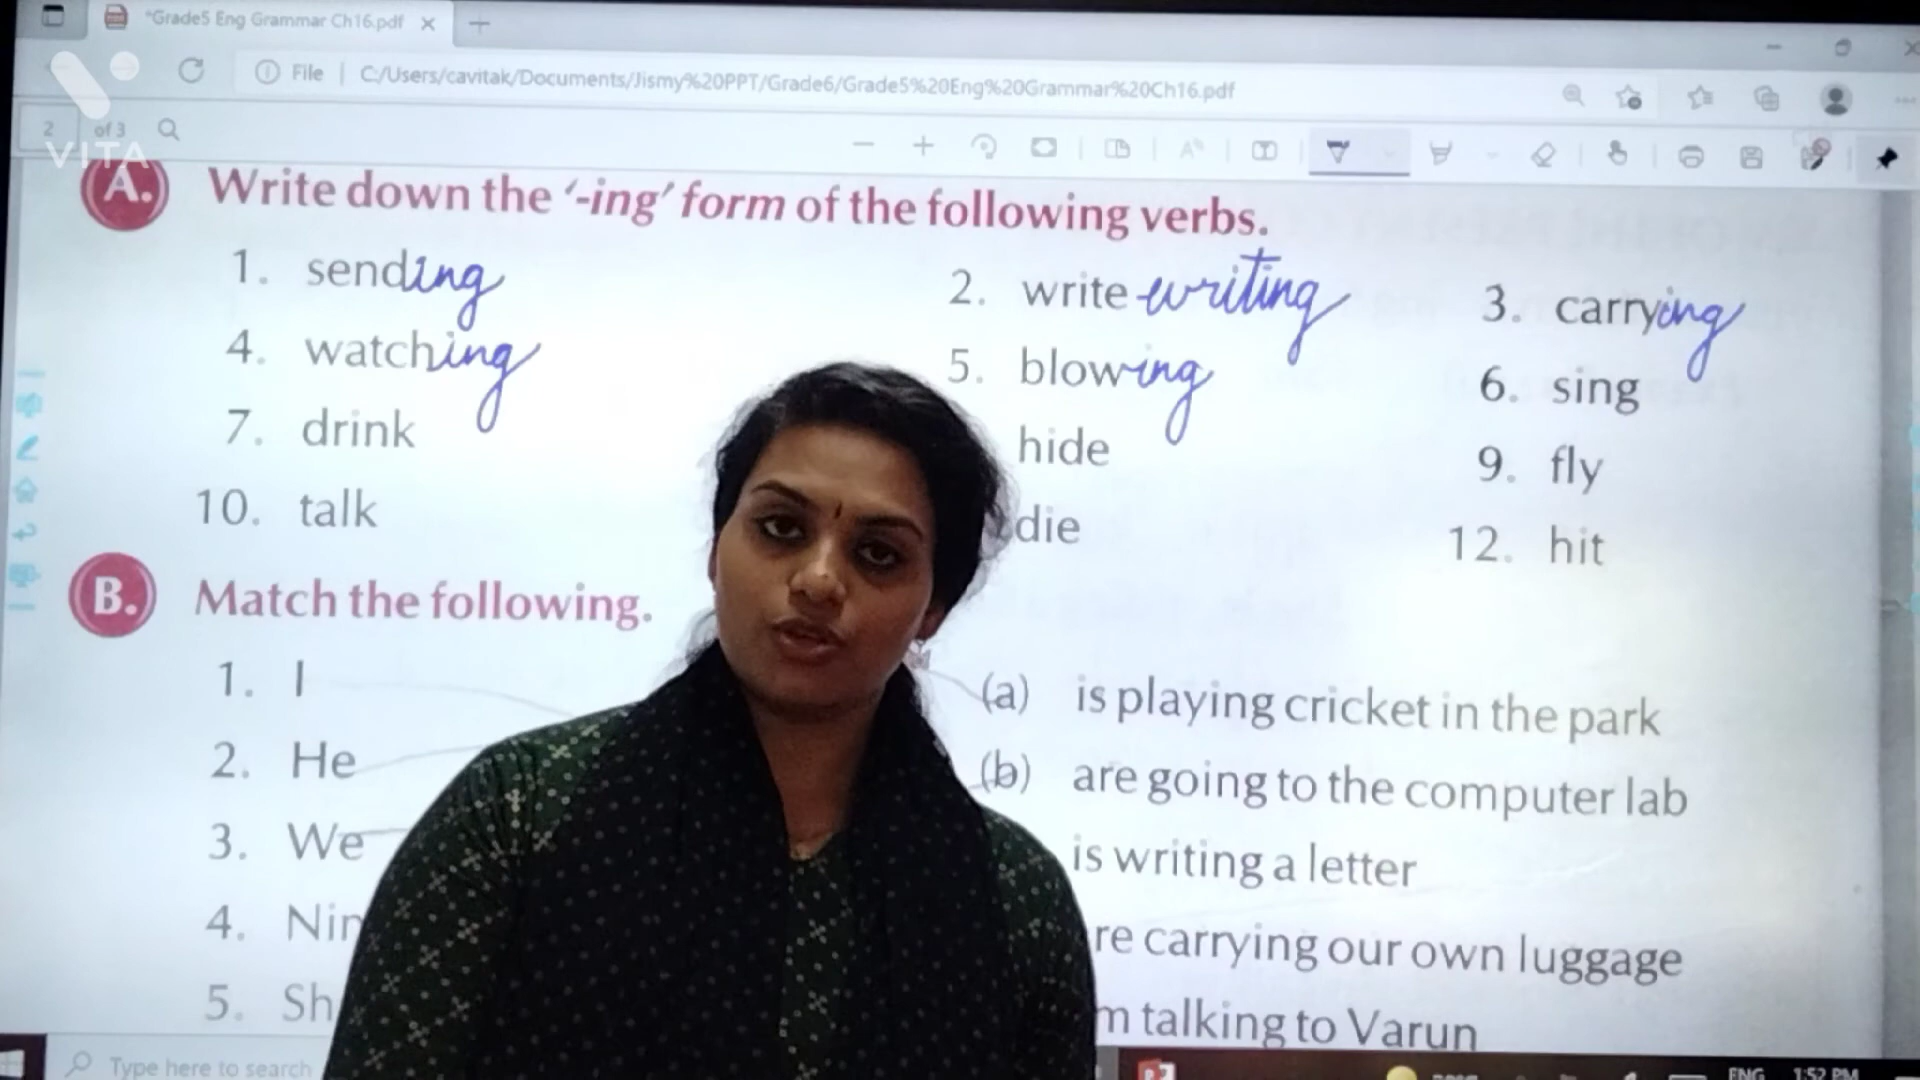 *Grade5 Eng Grammar Ch16.pdf
File | C:/Users/cavitak/Documents/Jismy%20PPT/Grade6/Grade5%20Eng%20Grammar%20Ch16.pdf
2 of 3
VITA
A. Write down the '-ing' form of the following verbs.
1. sending 2. write writing 3. carrying
4. watching 5. blowing 6. sing
7. drink hide 9. fly
10. talk die 12. hit
B. Match the following.
1. I (a) is playing cricket in the park
2. He (b) are going to the computer lab
3. We is writing a letter
4. Nin re carrying our own luggage
5. Sh m talking to Varun
Type here to search ENG 1:52 PM